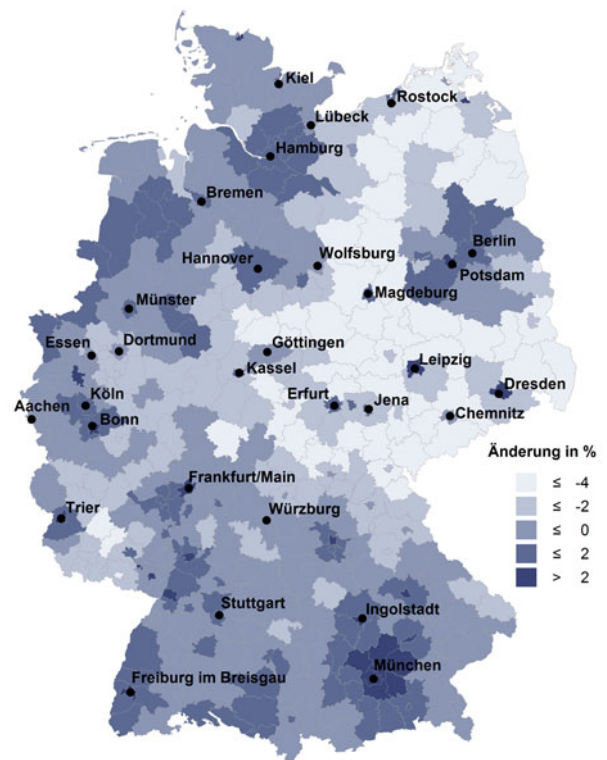 Kiel
Rostock
Lübeck
Hamburg
Bremen
Berlin
Hannover
Wolfsburg
Potsdam
Magdeburg
Münster
Göttingen
Essen
Dortmund
Leipzig
Kassel
Dresden
Köln
Erfurt
Jena
Aachen
Chemnitz
Bonn
Änderung in %
Frankfurt/Main
≤ -4
≤ -2
Trier
Würzburg
≤ 0
≤ 2
> 2
Stuttgart
Ingolstadt
München
Freiburg im Breisgau